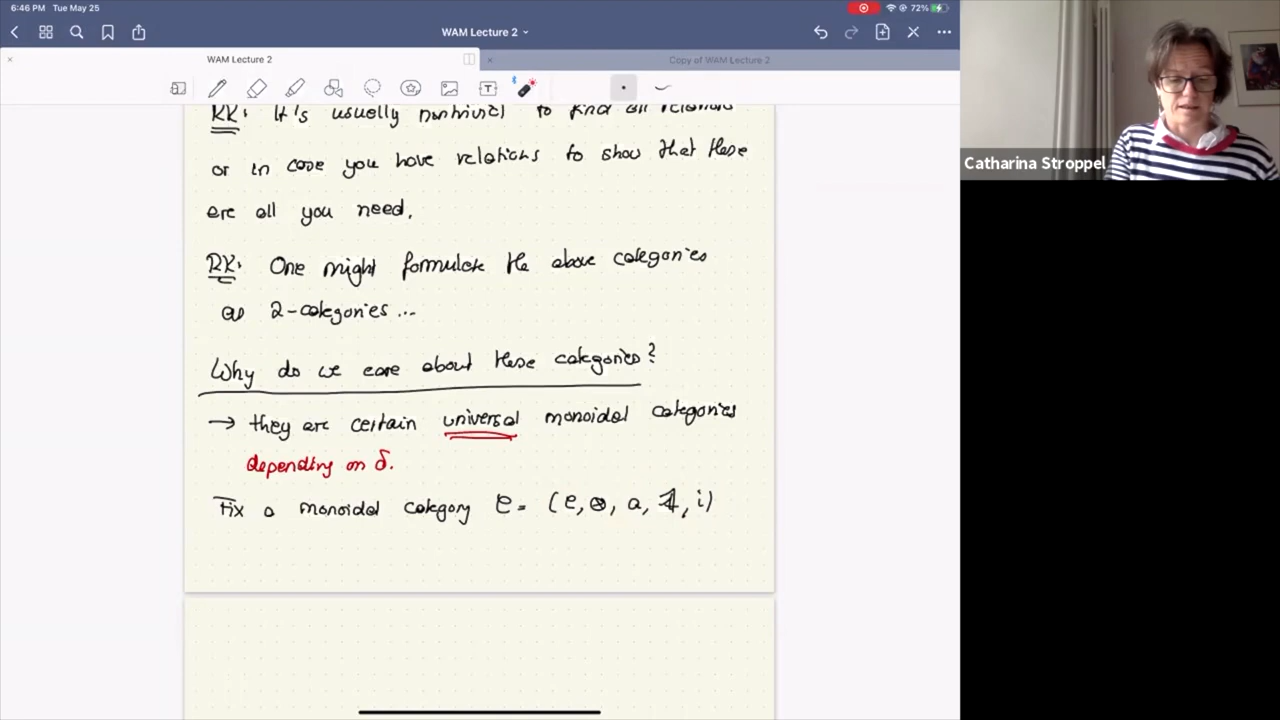 6:46 PM Tue May 25
72%
WAM Lecture 2
WAM Lecture 2
Copy of WAM Lecture 2
T
RK: It's usually nontrivial to find all relations
or in case you have relations to show that these
are all you need.
RK: One might formulate the above categories
as 2-categories ...
Why do we care about these categories?
→ they are certain universal monoidal categories
depending on δ.
Fix a monoidal category C = (C, ⊗, a, 𝟙, i)
Catharina Stroppel